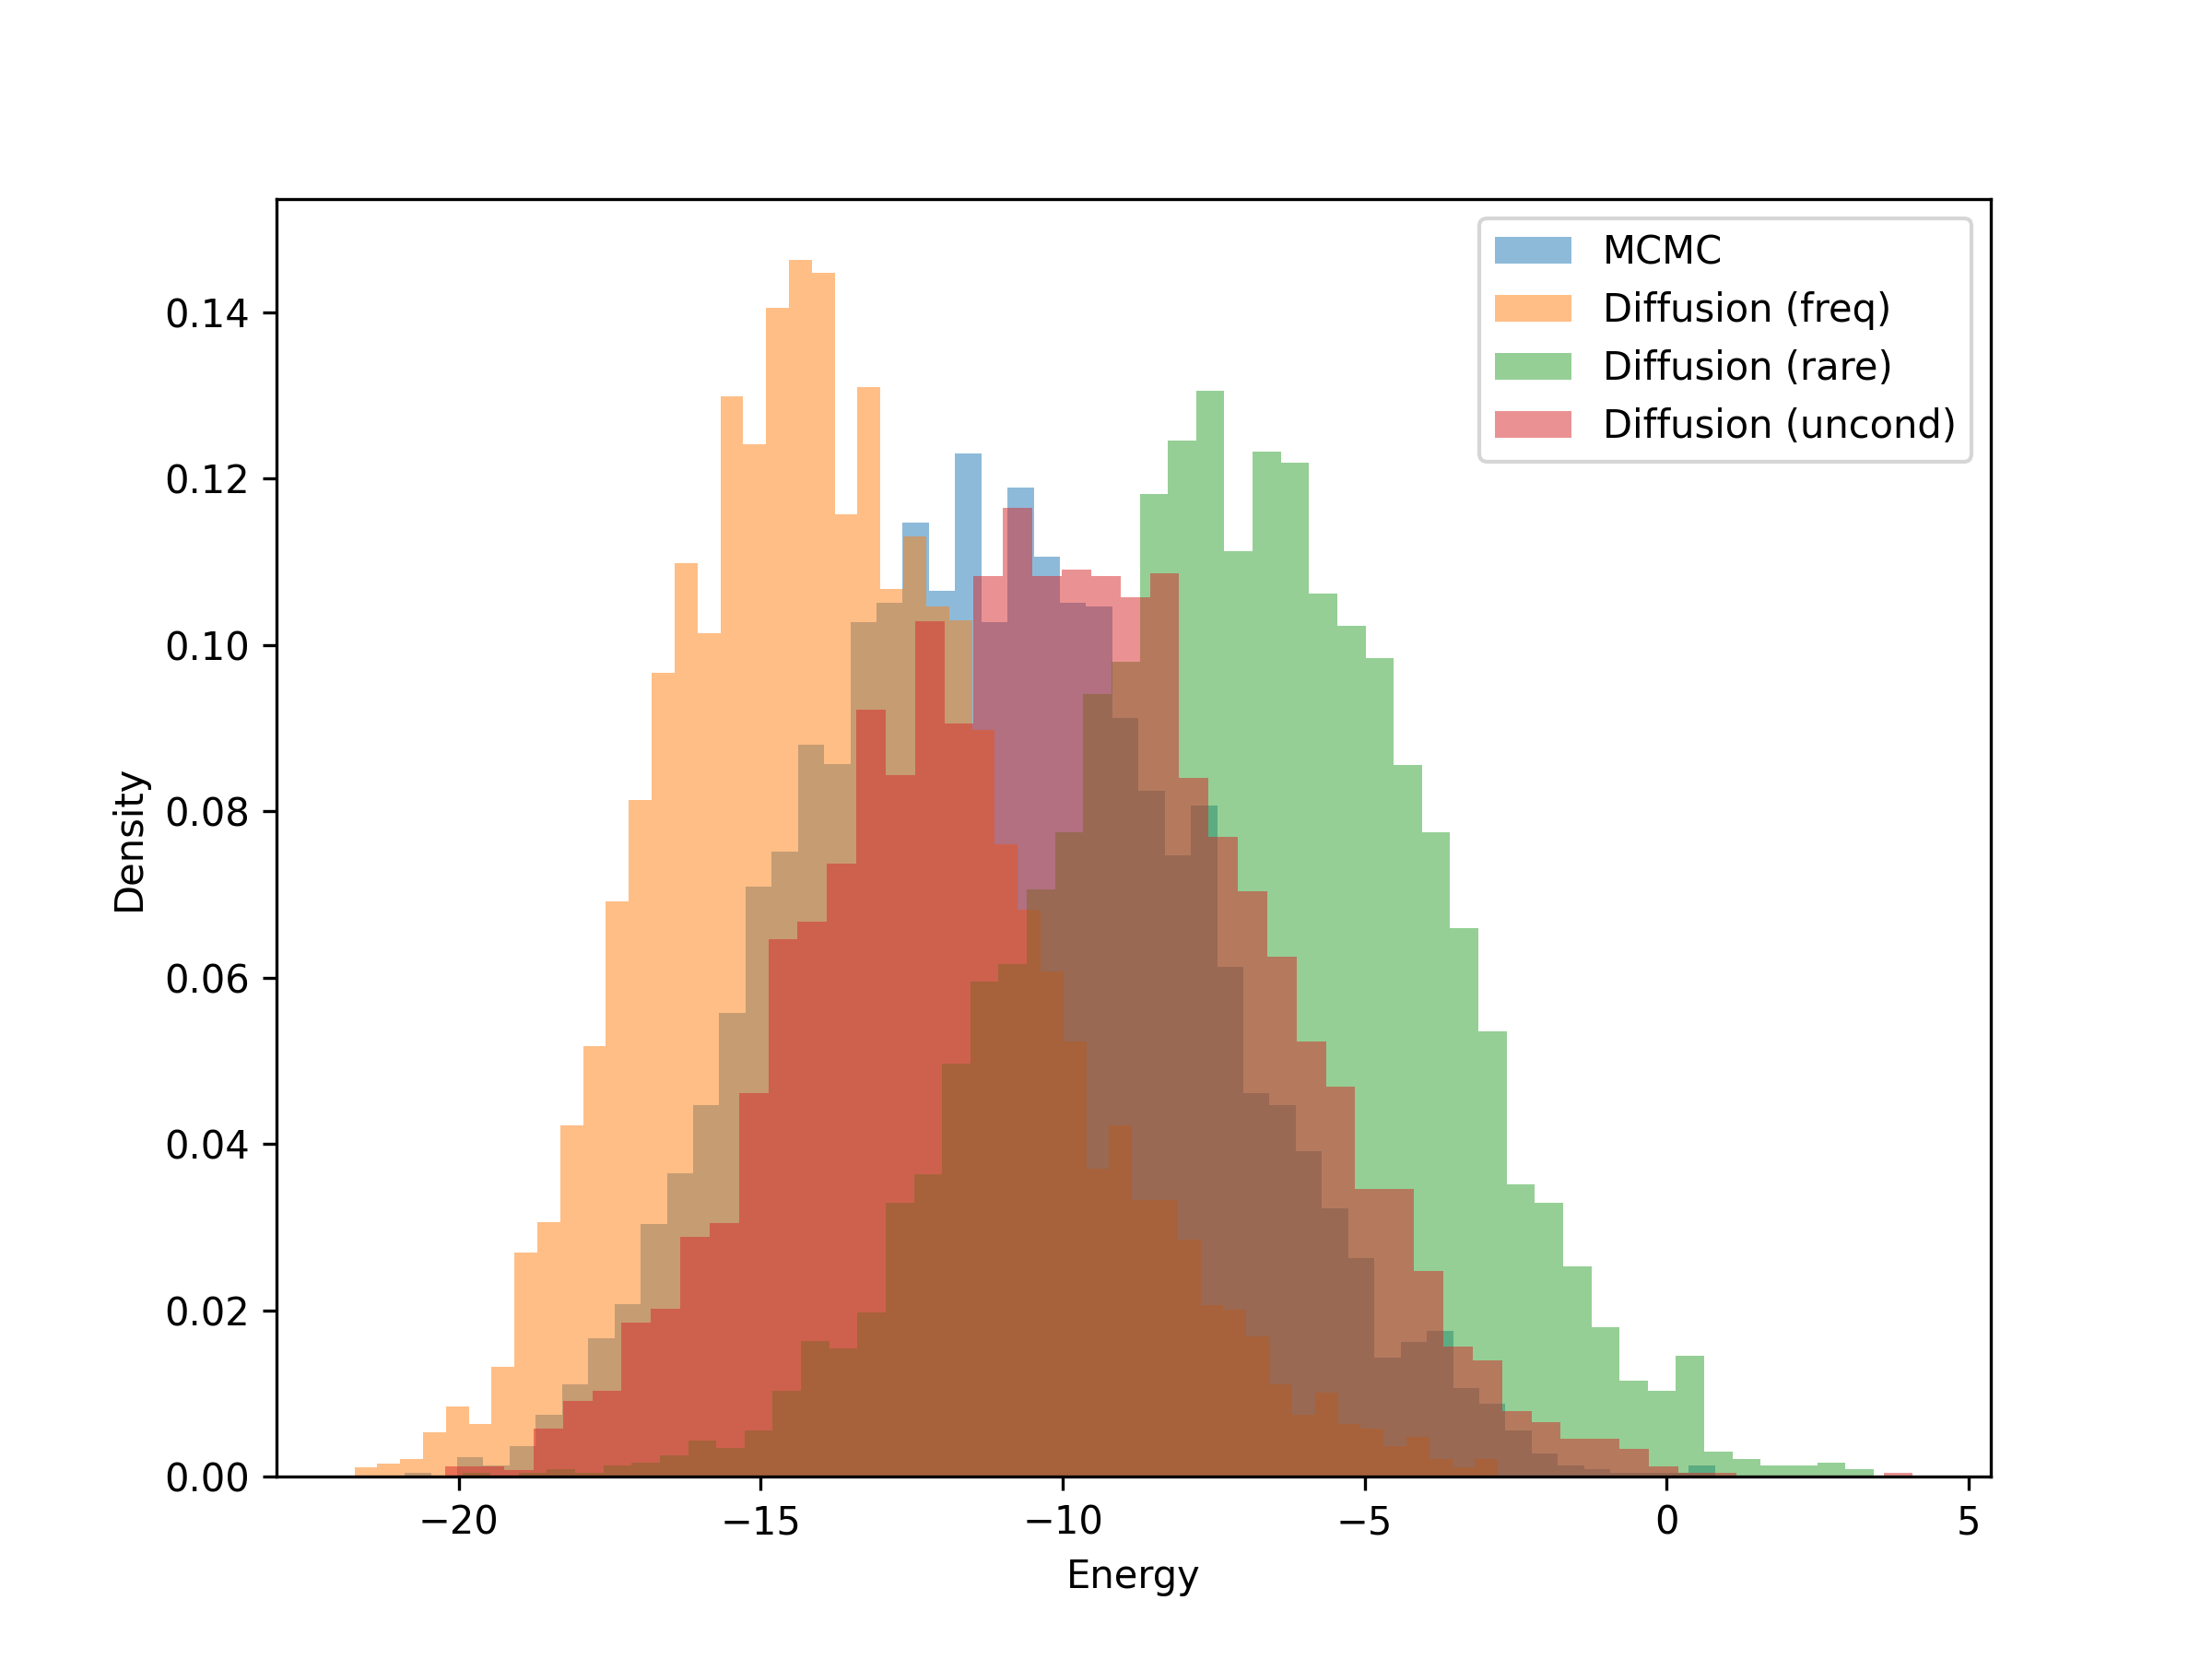 MCMC
Diffusion (freq)
Diffusion (rare)
Diffusion (uncond)
0.14
0.12
0.10
0.08
0.06
0.04
0.02
0.00
Density
−20 −15 −10 −5 0 5
Energy